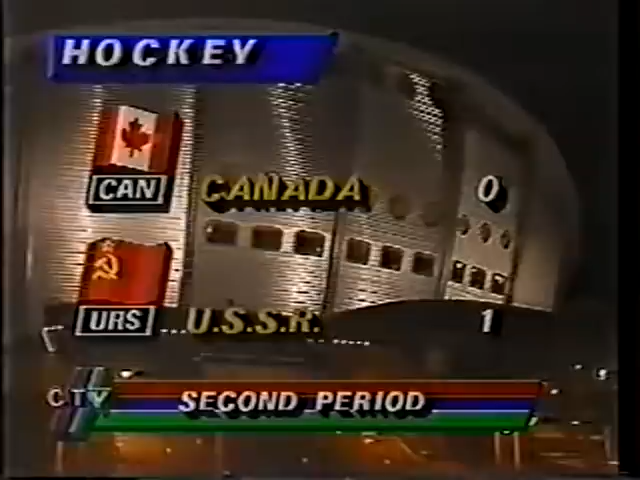 HOCKEY
CAN CANADA 0
URS U.S.S.R. 1
CTV SECOND PERIOD